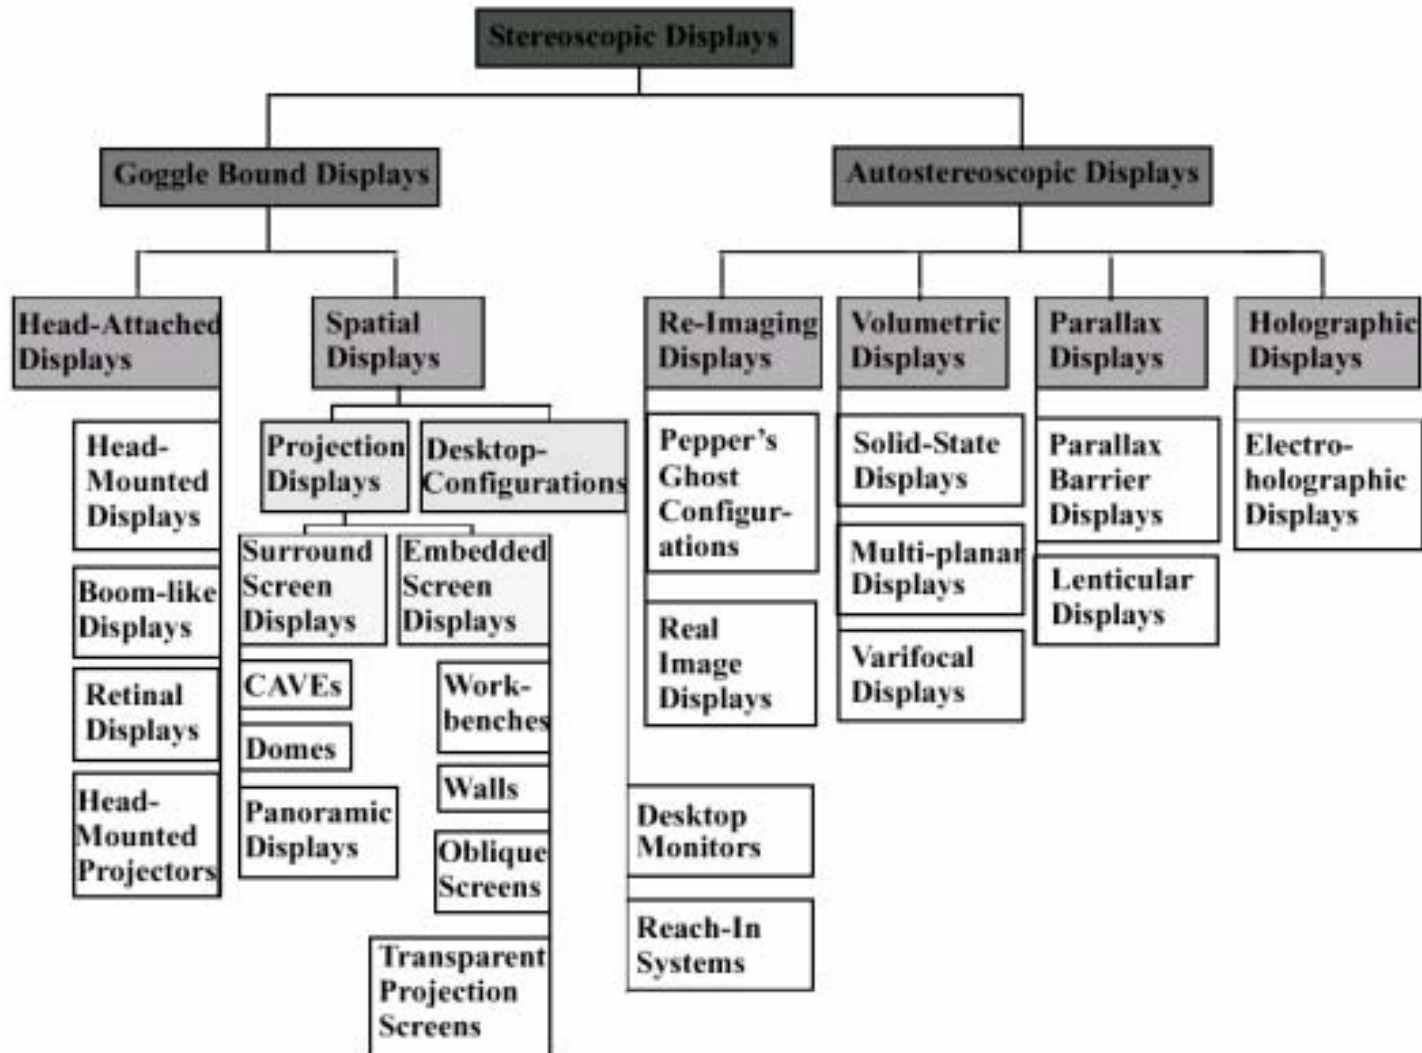 Stereoscopic Displays
Goggle Bound Displays
Autostereoscopic Displays
Head-Attached
Displays
Spatial
Displays
Re-Imaging
Displays
Volumetric
Displays
Parallax
Displays
Holographic
Displays
Head-
Mounted
Displays
Boom-like
Displays
Retinal
Displays
Head-
Mounted
Projectors
Projection
Displays
Desktop-
Configurations
Surround
Screen
Displays
Embedded
Screen
Displays
CAVEs
Domes
Panoramic
Displays
Work-
benches
Walls
Oblique
Screens
Transparent
Projection
Screens
Desktop
Monitors
Reach-In
Systems
Pepper's
Ghost
Configur-
ations
Real
Image
Displays
Solid-State
Displays
Multi-planar
Displays
Varifocal
Displays
Parallax
Barrier
Displays
Lenticular
Displays
Electro-
holographic
Displays